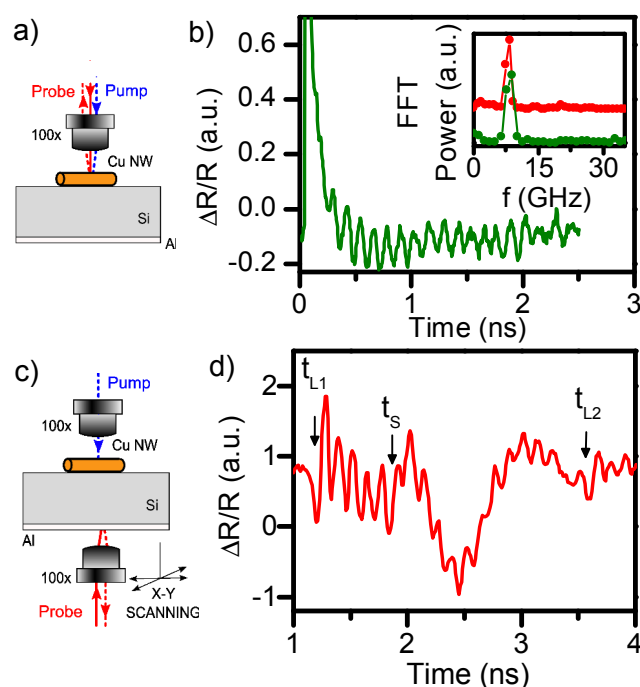 a)
Probe
Pump
100x
Cu NW
Si
Al
b)
ΔR/R (a.u.)
0.6
0.4
0.2
0.0
-0.2
0
1
2
3
Time (ns)
FFT
Power (a.u.)
0
15
30
f (GHz)
c)
Pump
100x
Cu NW
Si
Al
100x
X-Y
SCANNING
Probe
d)
ΔR/R (a.u.)
2
1
0
-1
t_L1
t_S
t_L2
1
2
3
4
Time (ns)